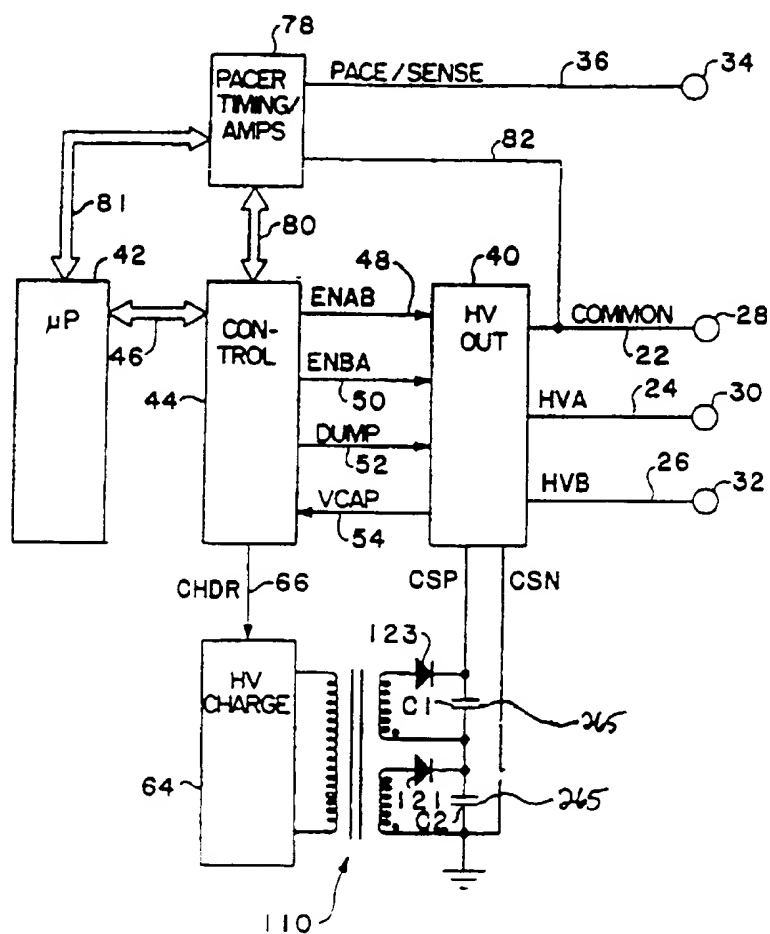 78
PACER
TIMING/
AMPS
PACE/SENSE
36
34
82
81
80
42
µP
46
44
CON-
TROL
ENAB
48
ENBA
50
DUMP
52
VCAP
54
40
HV
OUT
COMMON
22
28
HVA
24
30
HVB
26
32
CHDR
66
CSP
CSN
HV
CHARGE
64
123
C1
265
121
C2
265
110